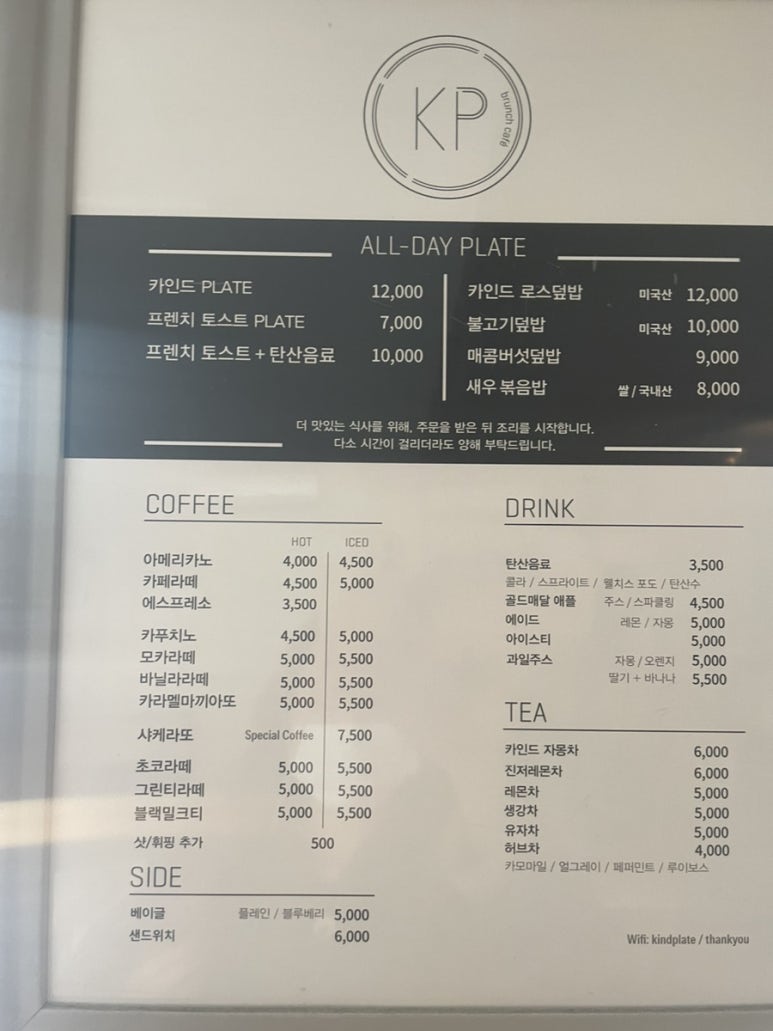 KP
brunch café
ALL-DAY PLATE
카인드 PLATE 12,000
프렌치 토스트 PLATE 7,000
프렌치 토스트 + 탄산음료 10,000
카인드 로스덮밥 미국산 12,000
불고기덮밥 미국산 10,000
매콤버섯덮밥 9,000
새우 볶음밥 쌀 / 국내산 8,000
더 맛있는 식사를 위해, 주문을 받은 뒤 조리를 시작합니다.
다소 시간이 걸리더라도 양해 부탁드립니다.
COFFEE
HOT ICED
아메리카노 4,000 4,500
카페라떼 4,500 5,000
에스프레소 3,500
카푸치노 4,500 5,000
모카라떼 5,000 5,500
바닐라라떼 5,000 5,500
카라멜마끼아또 5,000 5,500
샤케라또 Special Coffee 7,500
초코라떼 5,000 5,500
그린티라떼 5,000 5,500
블랙밀크티 5,000 5,500
샷/휘핑 추가 500
SIDE
베이글 플레인 / 블루베리 5,000
샌드위치 6,000
DRINK
탄산음료 3,500
콜라 / 스프라이트 / 웰치스 포도 / 탄산수
골드매달 애플 주스 / 스파클링 4,500
에이드 레몬 / 자몽 5,000
아이스티 5,000
과일주스 자몽 / 오렌지 5,000
딸기 + 바나나 5,500
TEA
카인드 자몽차 6,000
진저레몬차 6,000
레몬차 5,000
생강차 5,000
유자차 5,000
허브차 4,000
카모마일 / 얼그레이 / 페퍼민트 / 루이보스
Wifi: kindplate / thankyou